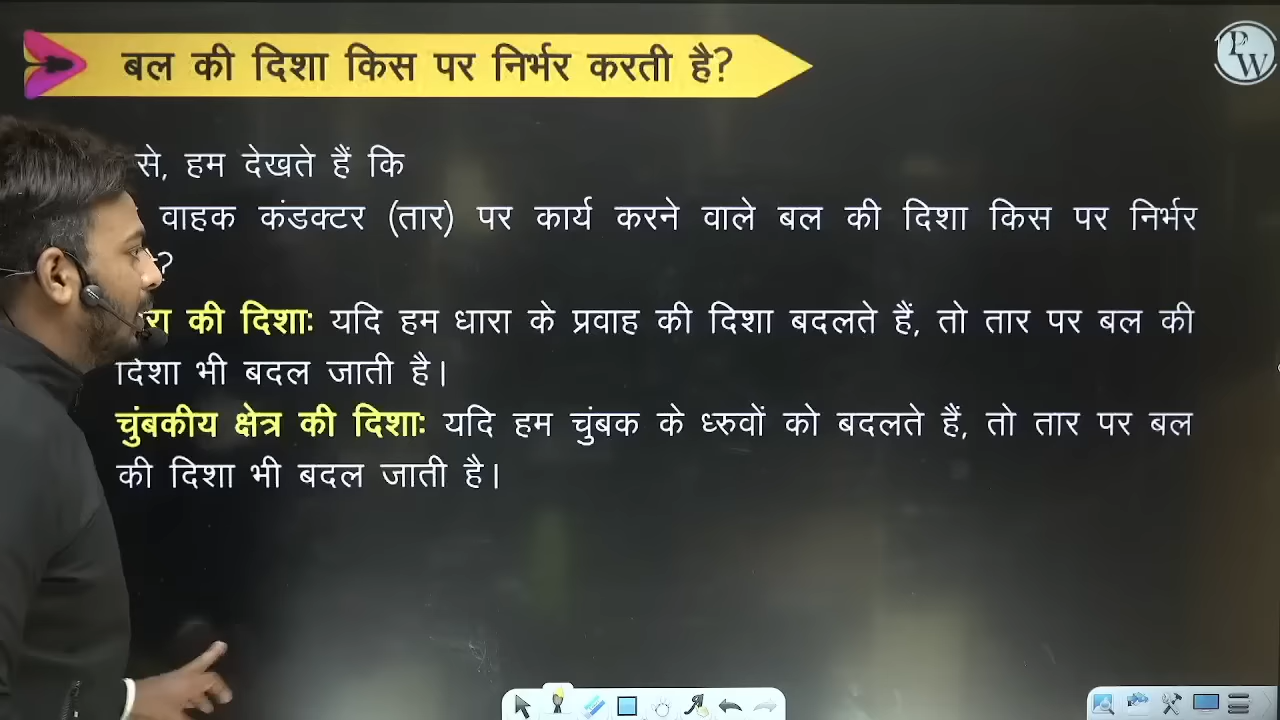 बल की दिशा किस पर निर्भर करती है?
PW
से, हम देखते हैं कि
वाहक कंडक्टर (तार) पर कार्य करने वाले बल की दिशा किस पर निर्भर
?
रा की दिशाः यदि हम धारा के प्रवाह की दिशा बदलते हैं, तो तार पर बल की
दिशा भी बदल जाती है।
चुंबकीय क्षेत्र की दिशाः यदि हम चुंबक के ध्रुवों को बदलते हैं, तो तार पर बल
की दिशा भी बदल जाती है।